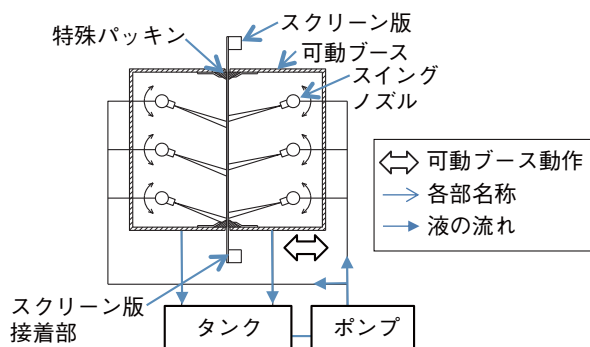 スクリーン版
特殊パッキン
可動ブース
スイング
ノズル
可動ブース動作
各部名称
液の流れ
スクリーン版
接着部
タンク
ポンプ